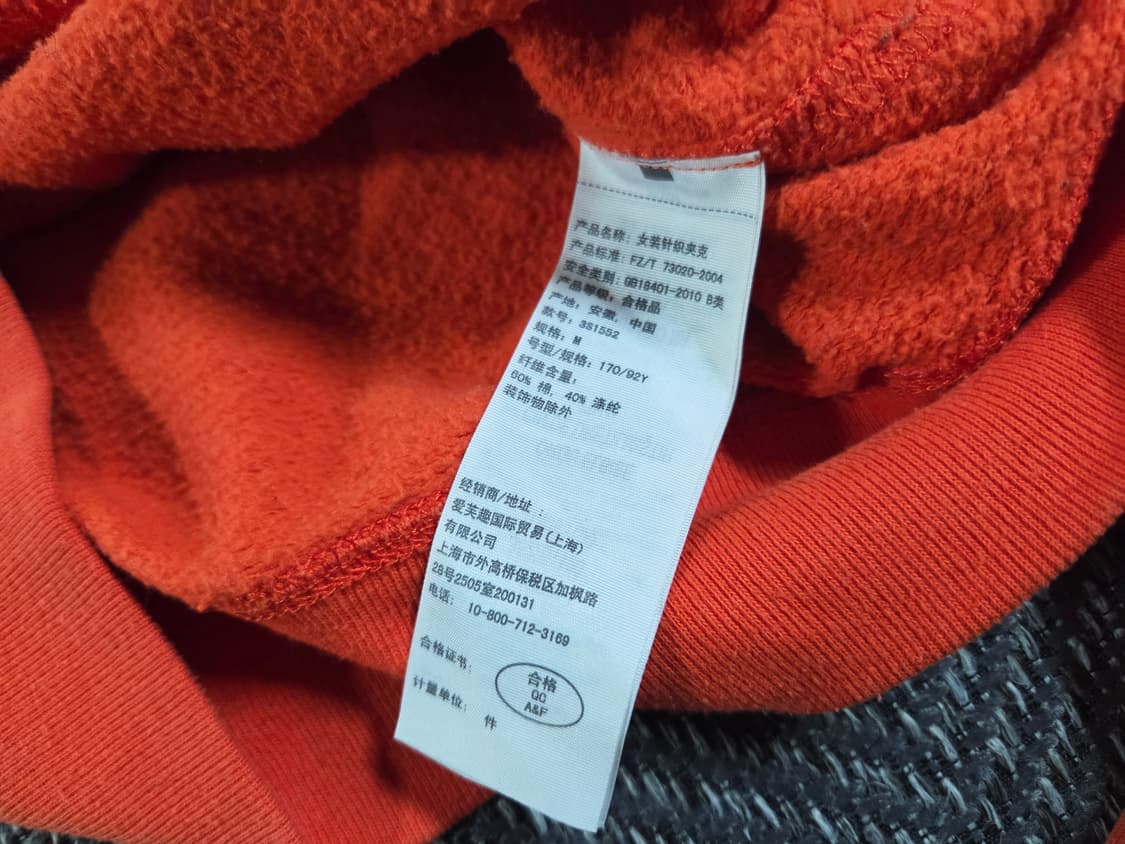 产品名称: 女装针织夹克
产品标准: FZ/T 73020-2004
安全类别: GB18401-2010 B类
产品等级: 合格品
产地: 安徽, 中国
款号: 3S1552
规格: M
号型/规格: 170/92Y
纤维含量:
60% 棉, 40% 涤纶
装饰物除外
经销商/地址:
爱芙趣国际贸易(上海)
有限公司
上海市外高桥保税区加枫路
28号2505室200131
电话: 10-800-712-3169
合格证书:
合格
QC
A&F
计量单位: 件